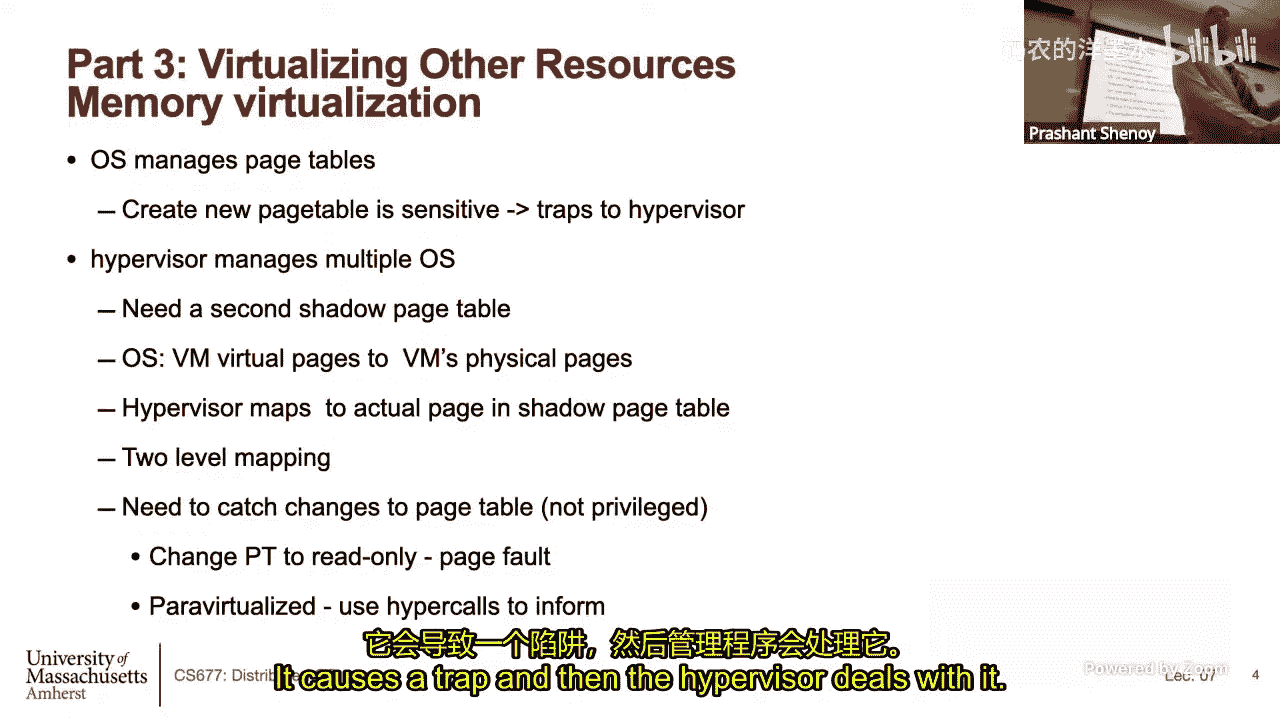 Part 3: Virtualizing Other Resources
Memory virtualization
• OS manages page tables
– Create new pagetable is sensitive -> traps to hypervisor
• hypervisor manages multiple OS
– Need a second shadow page table
– OS: VM virtual pages to VM’s physical pages
– Hypervisor maps to actual page in shadow page table
– Two level mapping
– Need to catch changes to page table (not privileged)
• Change PT to read-only - page fault
• Paravirtualized - use hypercalls to inform
bilibili
Prashant Shenoy
它会导致一个陷阱，然后管理程序会处理它。
It causes a trap and then the hypervisor deals with it.
University of
Massachusetts
Amherst
CS677:
Powered by Zoom
Lec. 07
4